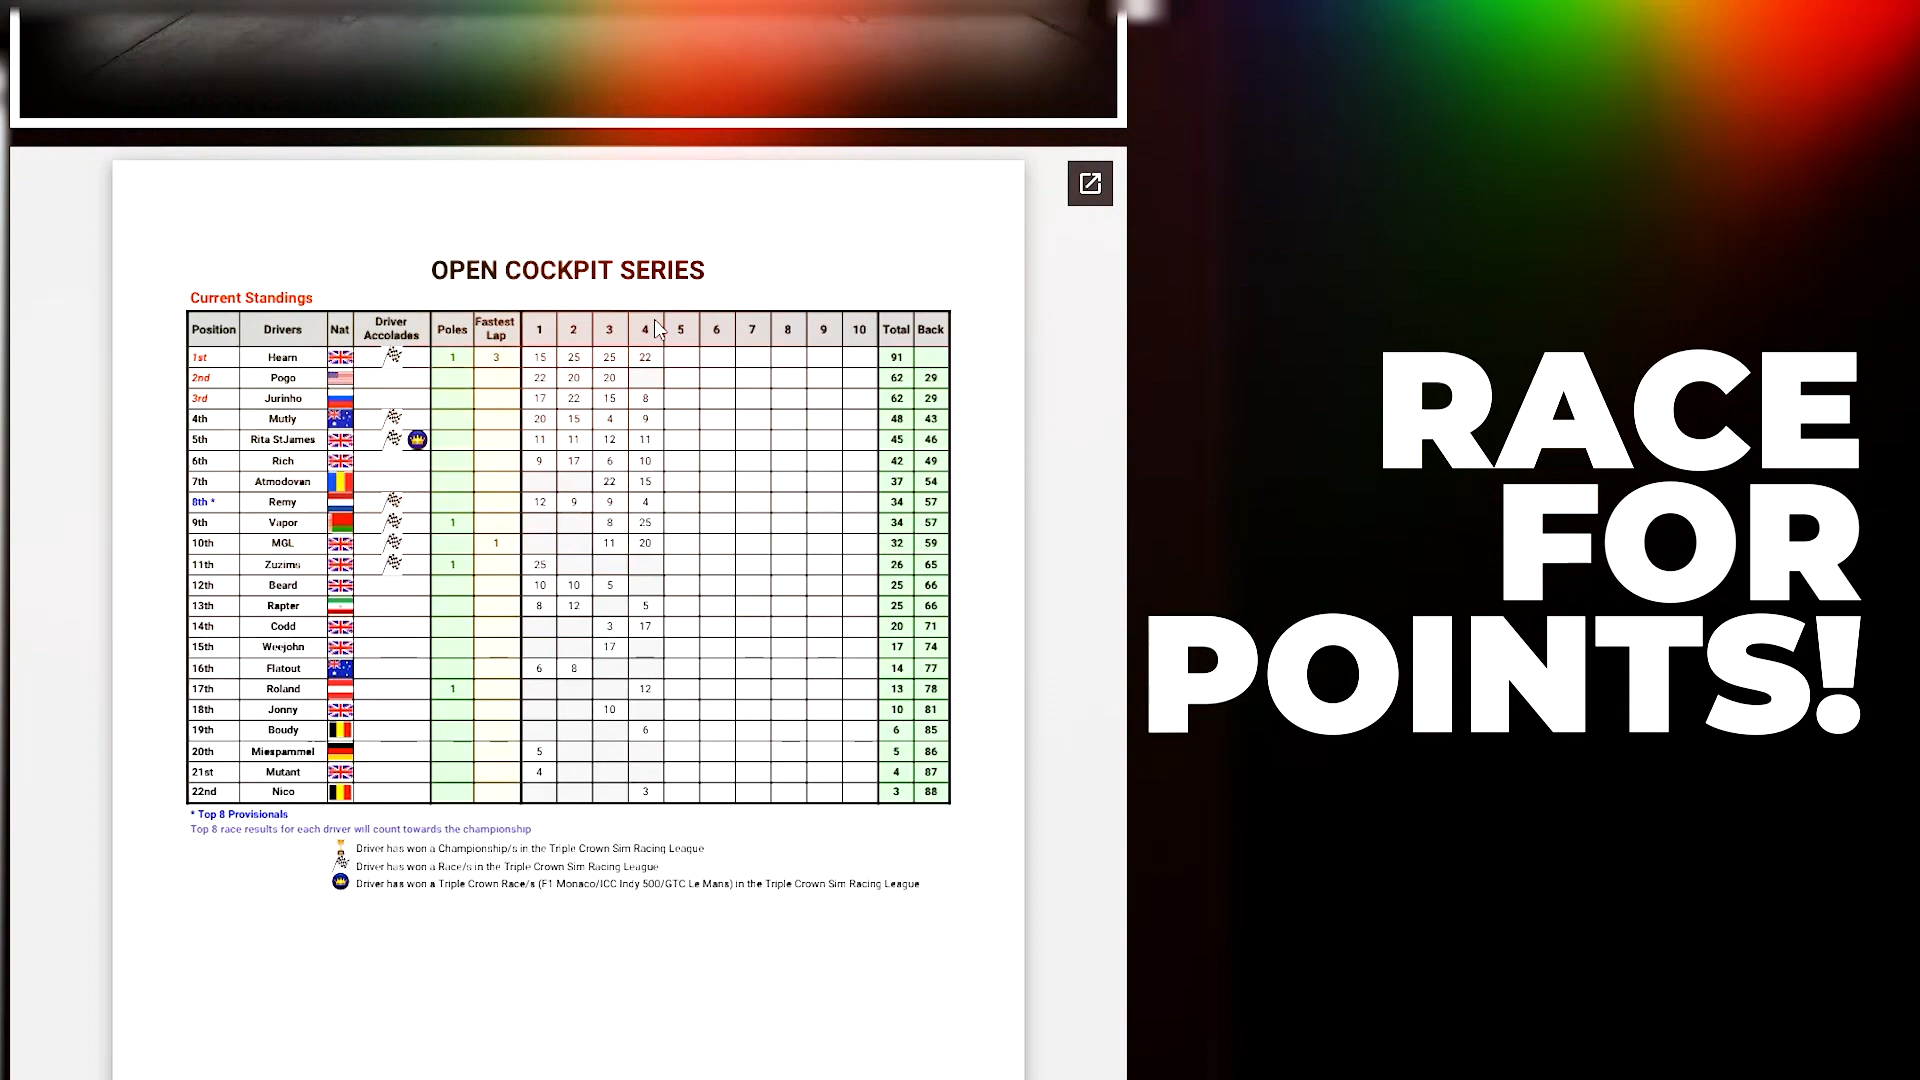 OPEN COCKPIT SERIES
Current Standings
Position Drivers Nat Driver Accolades Poles Fastest Lap 1 2 3 4 5 6 7 8 9 10 Total Back
1st Hearn 1 3 15 25 25 22 91
2nd Pogo 22 20 20 62 29
3rd Jurinho 17 22 15 8 62 29
4th Mutly 20 15 4 9 48 43
5th Rita StJames 11 11 12 11 45 46
6th Rich 9 17 6 10 42 49
7th Atmodovan 22 15 37 54
8th * Remy 12 9 9 4 34 57
9th Vapor 1 8 25 34 57
10th MGL 1 11 20 32 59
11th Zuzims 1 25 26 65
12th Beard 10 10 5 25 66
13th Rapter 8 12 5 25 66
14th Codd 3 17 20 71
15th Weejohn 17 17 74
16th Flatout 6 8 14 77
17th Roland 1 12 13 78
18th Jonny 10 10 81
19th Boudy 6 6 85
20th Miespammel 5 5 86
21st Mutant 4 4 87
22nd Nico 3 3 88
* Top 8 Provisionals
Top 8 race results for each driver will count towards the championship
Driver has won a Championship/s in the Triple Crown Sim Racing League
Driver has won a Race/s in the Triple Crown Sim Racing League
Driver has won a Triple Crown Race/s (F1 Monaco/ICC Indy 500/GTC Le Mans) in the Triple Crown Sim Racing League
RACE
FOR
POINTS!